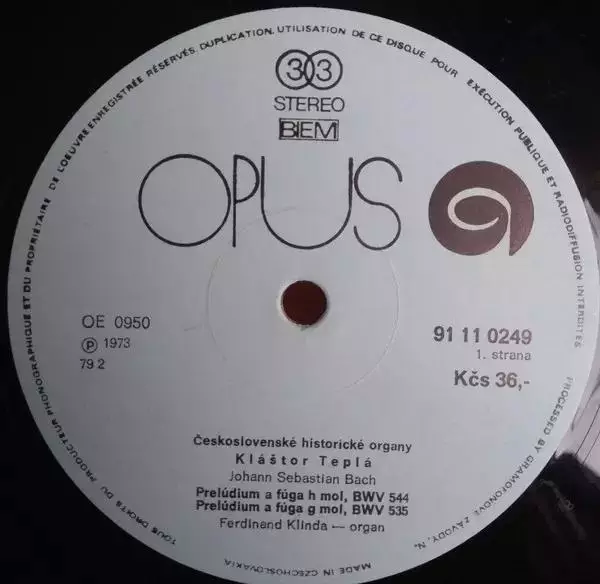 TOUS DROITS DU PRODUCTEUR PHONOGRAPHIQUE ET DU PROPRIÉTAIRE DE L'OEUVRE ENREGISTRÉE RÉSERVÉS. DUPLICATION, UTILISATION DE CE DISQUE POUR EXÉCUTION PUBLIQUE ET RADIODIFFUSION INTERDITES
33
STEREO
BIEM
OPUS
OE 0950
℗ 1973
79 2
91 11 0249
1. strana
Kčs 36,-
Československé historické organy
Kláštor Teplá
Johann Sebastian Bach
Prelúdium a fúga h mol, BWV 544
Prelúdium a fúga g mol, BWV 535
Ferdinand Klinda — organ
PROCESSED BY GRAMOFONOVÉ ZÁVODY, N.
MADE IN CZECHOSLOVAKIA